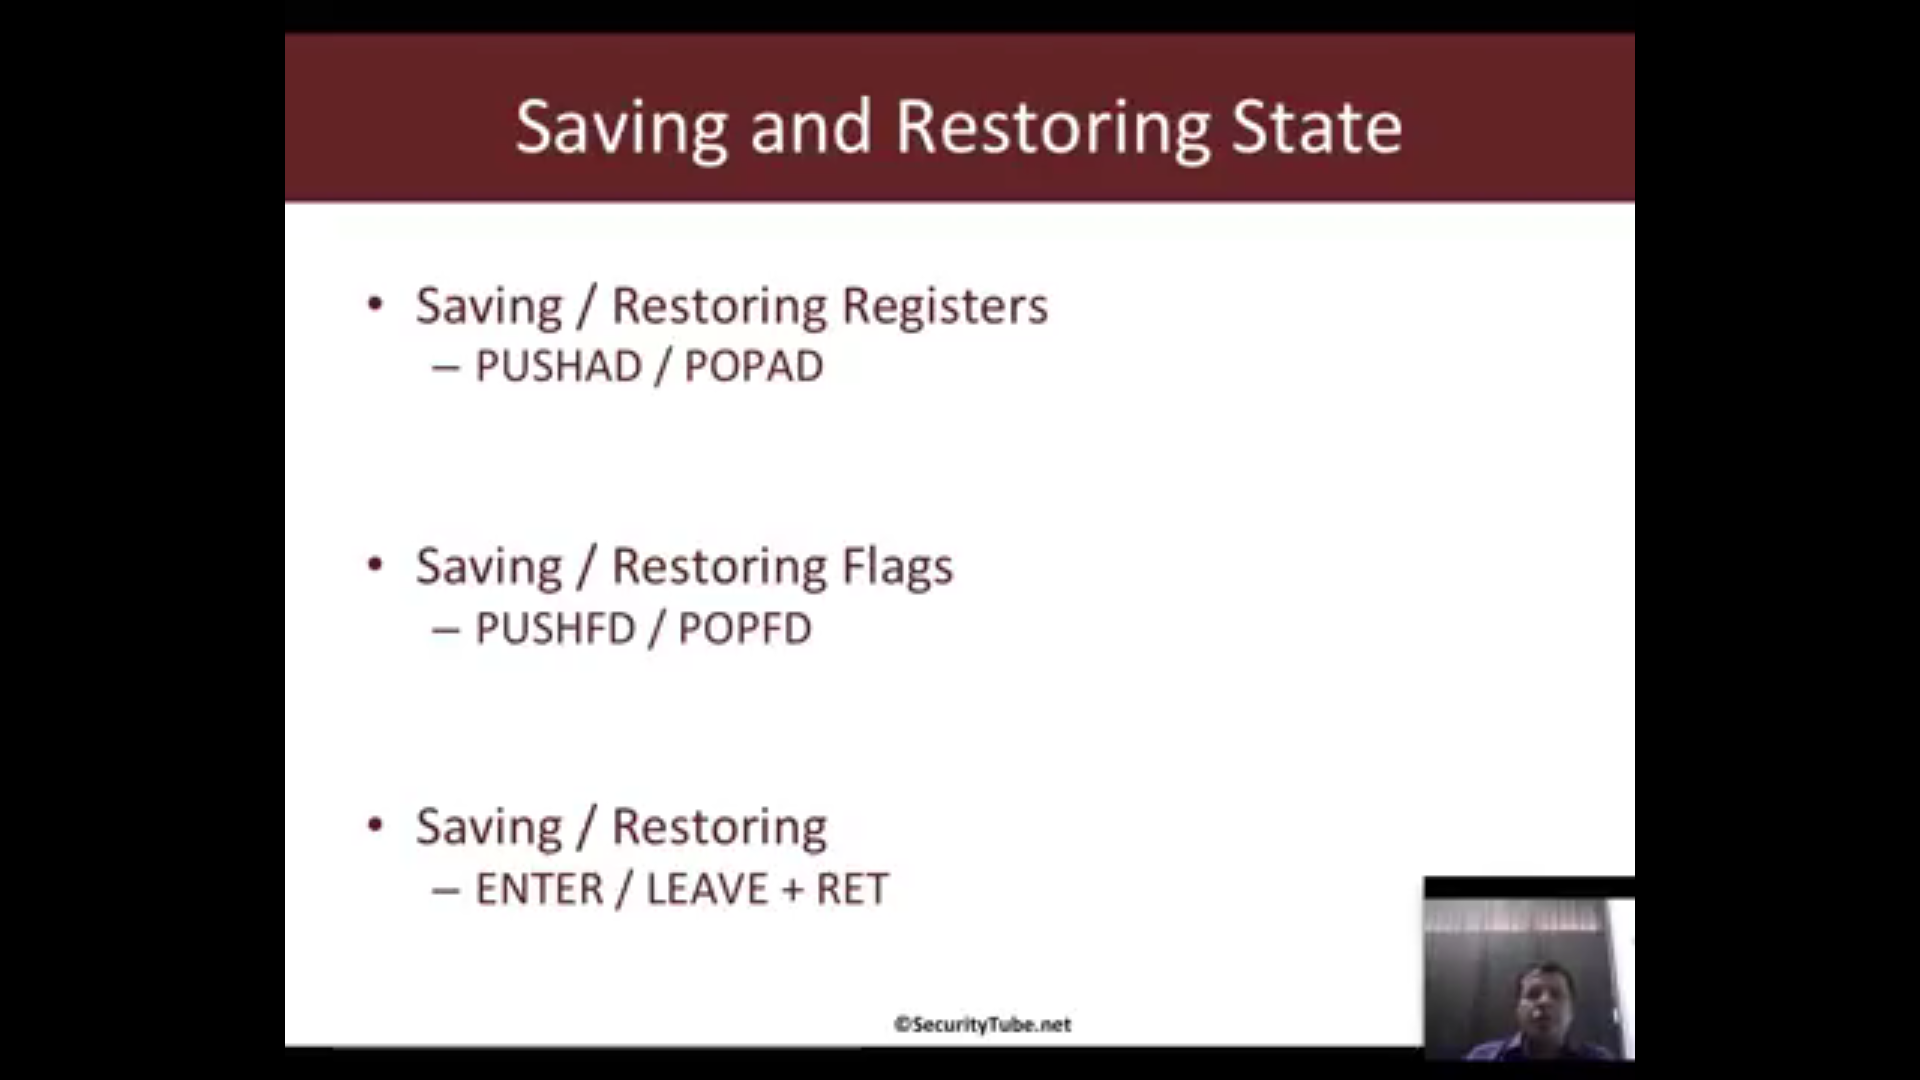 Saving and Restoring State
• Saving / Restoring Registers
– PUSHAD / POPAD
• Saving / Restoring Flags
– PUSHFD / POPFD
• Saving / Restoring
– ENTER / LEAVE + RET
©SecurityTube.net